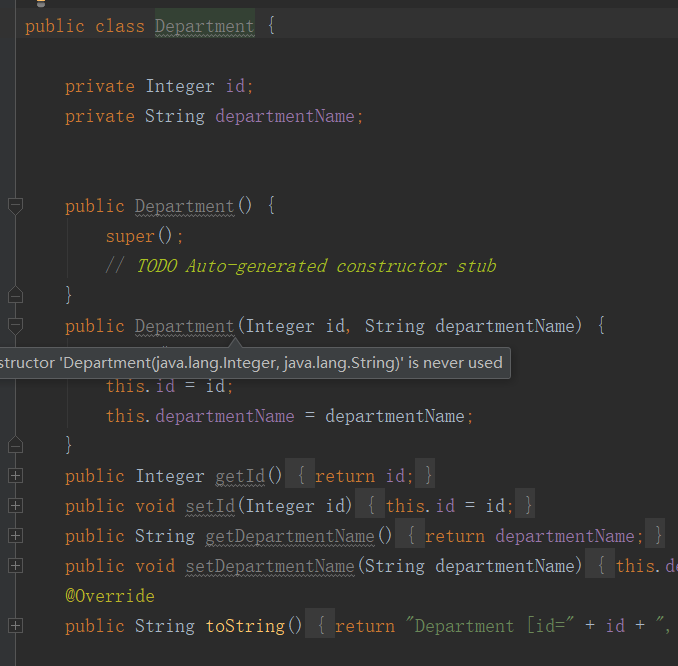 public class Department {
private Integer id;
private String departmentName;
public Department() {
super();
// TODO Auto-generated constructor stub
}
public Department(Integer id, String departmentName) {
structor 'Department(java.lang.Integer, java.lang.String)' is never used
this.id = id;
this.departmentName = departmentName;
}
public Integer getId() { return id; }
public void setId(Integer id) { this.id = id; }
public String getDepartmentName() { return departmentName; }
public void setDepartmentName(String departmentName) { this.
@Override
public String toString() { return "Department [id=" + id + ",